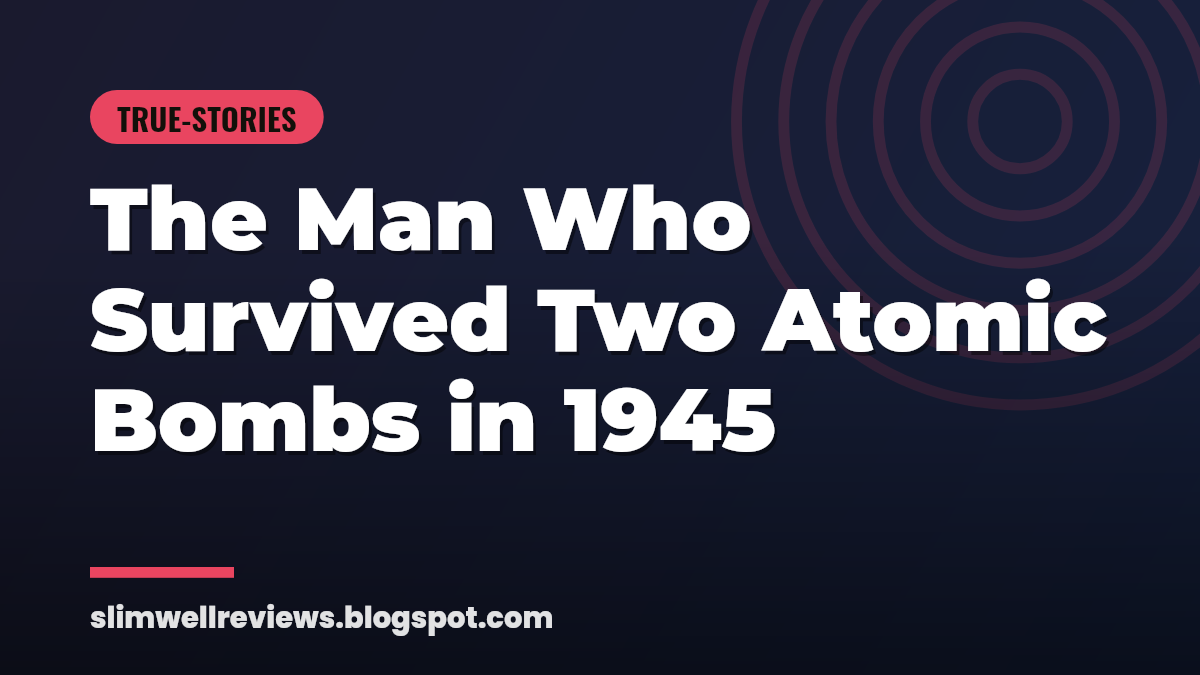 TRUE-STORIES
The Man Who
Survived Two Atomic
Bombs in 1945
slimwellreviews.blogspot.com